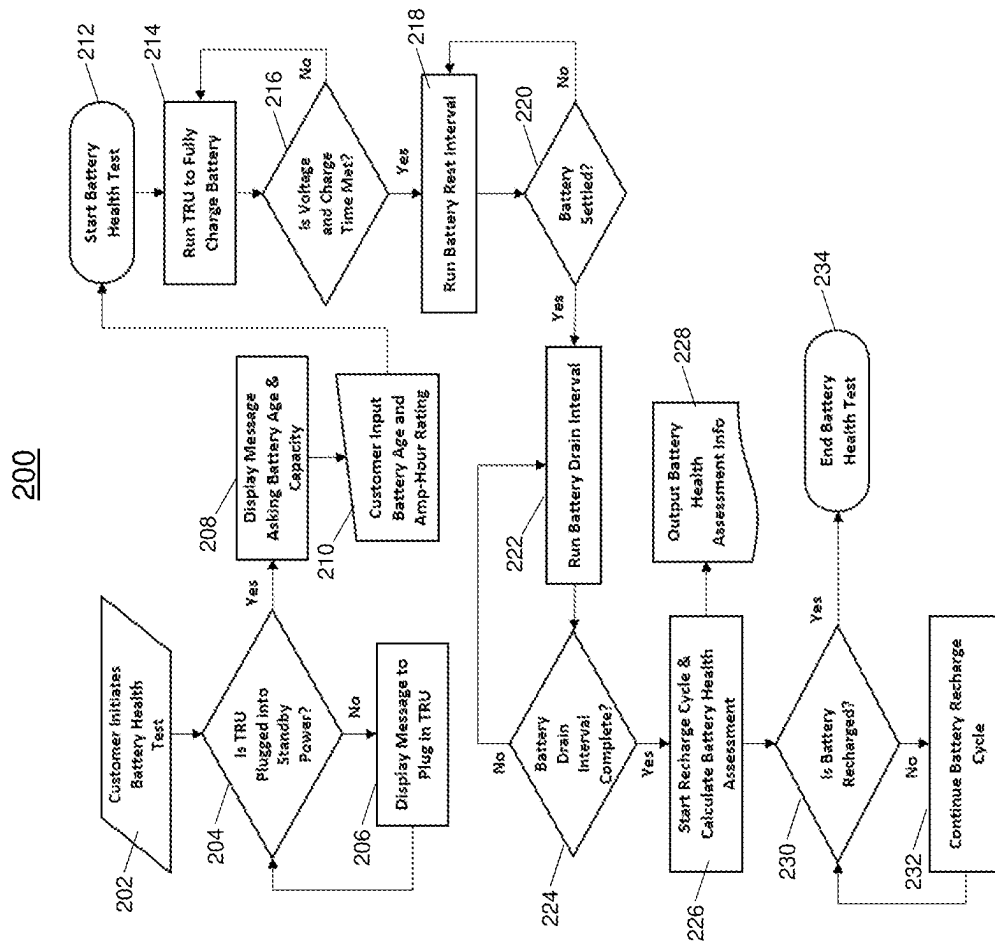 200
Customer Initiates
Battery Health
Test
202
Is TRU
Plugged into
Standby
Power?
204
Yes
No
Display Message to
Plug In TRU
206
Display Message
Asking Battery Age &
Capacity
208
Customer Input
Battery Age and
Amp-Hour Rating
210
Start Battery
Health Test
212
Run TRU to Fully
Charge Battery
214
Is Voltage
and Charge
Time Met?
216
No
Yes
Run Battery Rest Interval
218
Battery
Settled?
220
No
Yes
Run Battery Drain Interval
222
Battery
Drain
Interval
Complete?
224
No
Yes
Start Recharge Cycle &
Calculate Battery Health
Assessment
226
Output Battery
Health
Assessment Info
228
Is Battery
Recharged?
230
Yes
No
Continue Battery Recharge
Cycle
232
End Battery
Health Test
234